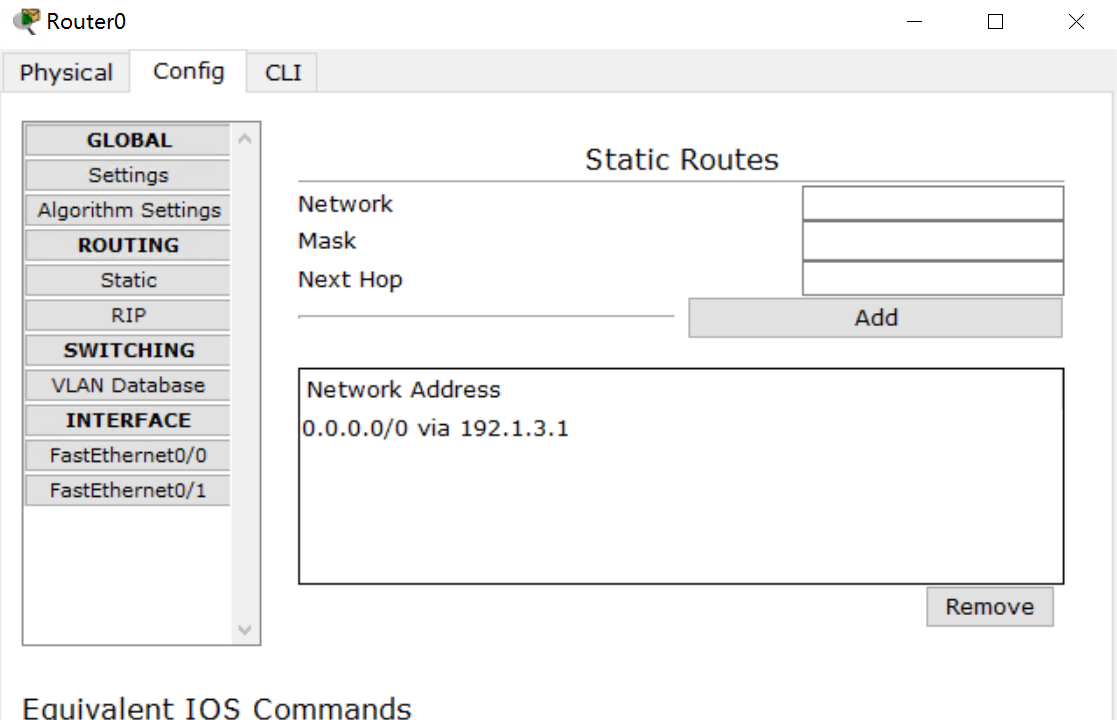 Router0
Physical Config CLI
GLOBAL
Settings
Algorithm Settings
ROUTING
Static
RIP
SWITCHING
VLAN Database
INTERFACE
FastEthernet0/0
FastEthernet0/1
Static Routes
Network
Mask
Next Hop
Add
Network Address
0.0.0.0/0 via 192.1.3.1
Remove
Equivalent IOS Commands